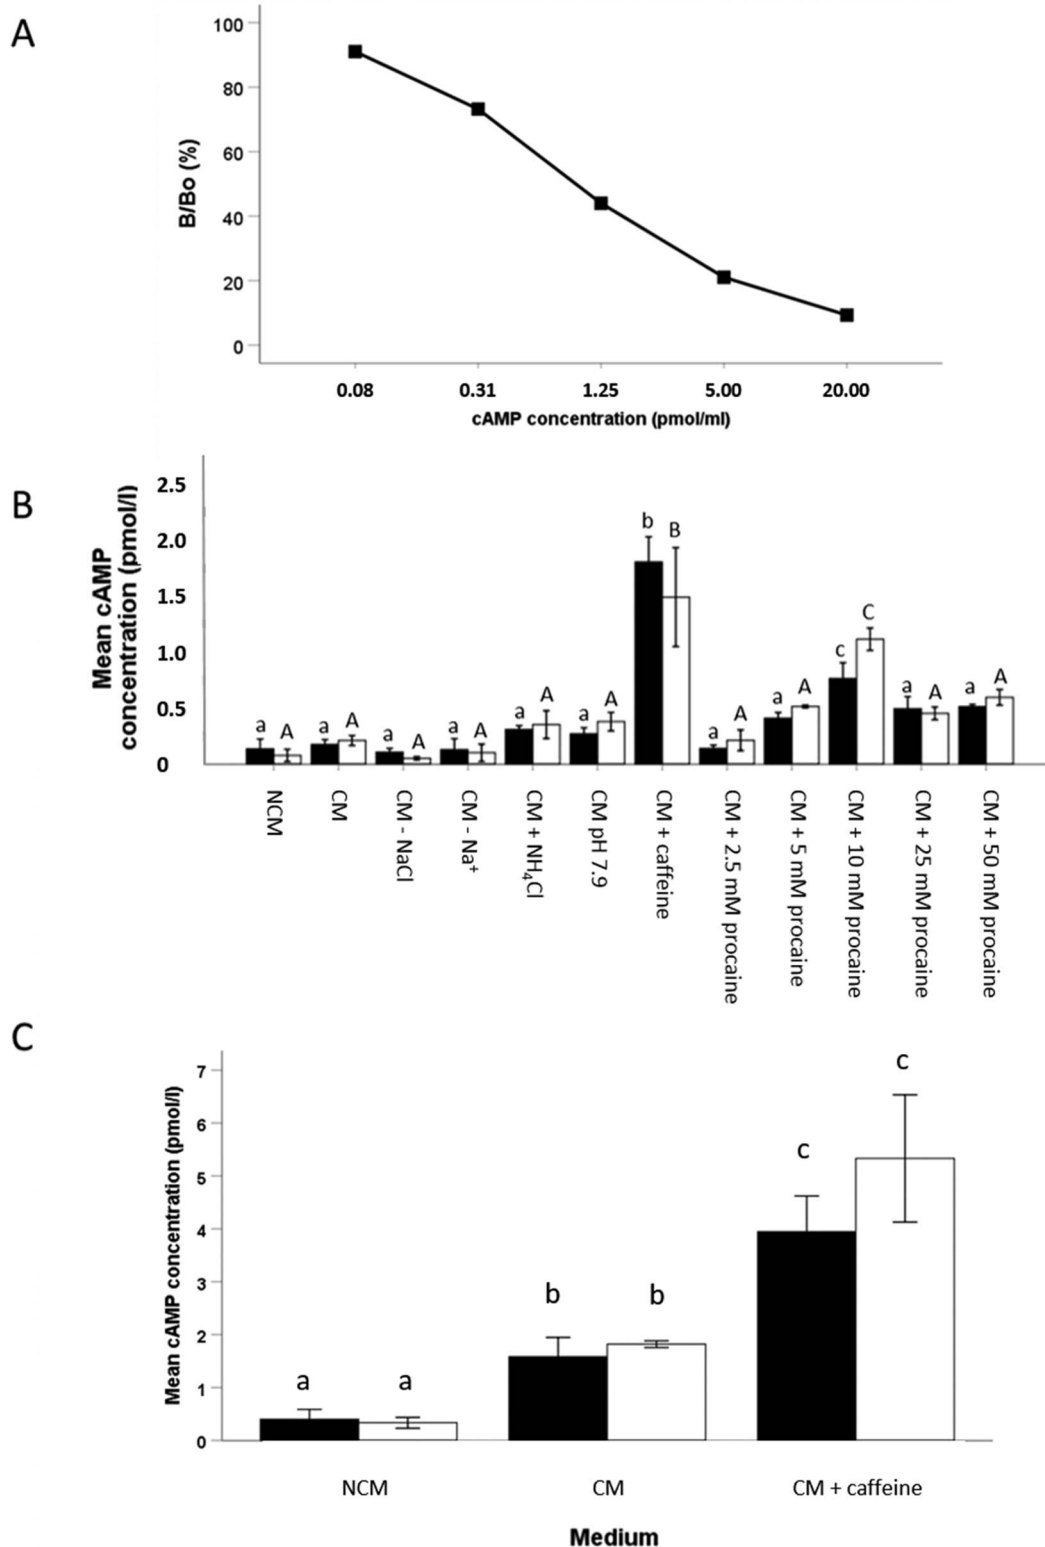 A
100
80
60
40
20
0
B/Bo (%)
0.08 0.31 1.25 5.00 20.00
cAMP concentration (pmol/ml)
B
Mean cAMP
concentration (pmol/l)
2.5
2.0
1.5
1.0
0.5
0
a A a A a A a A a A a A b B a A a A c C a A a A
NCM
CM
CM - NaCl
CM - Na⁺
CM + NH₄Cl
CM pH 7.9
CM + caffeine
CM + 2.5 mM procaine
CM + 5 mM procaine
CM + 10 mM procaine
CM + 25 mM procaine
CM + 50 mM procaine
C
Mean cAMP concentration (pmol/l)
7
6
5
4
3
2
1
0
a a b b c c
NCM CM CM + caffeine
Medium